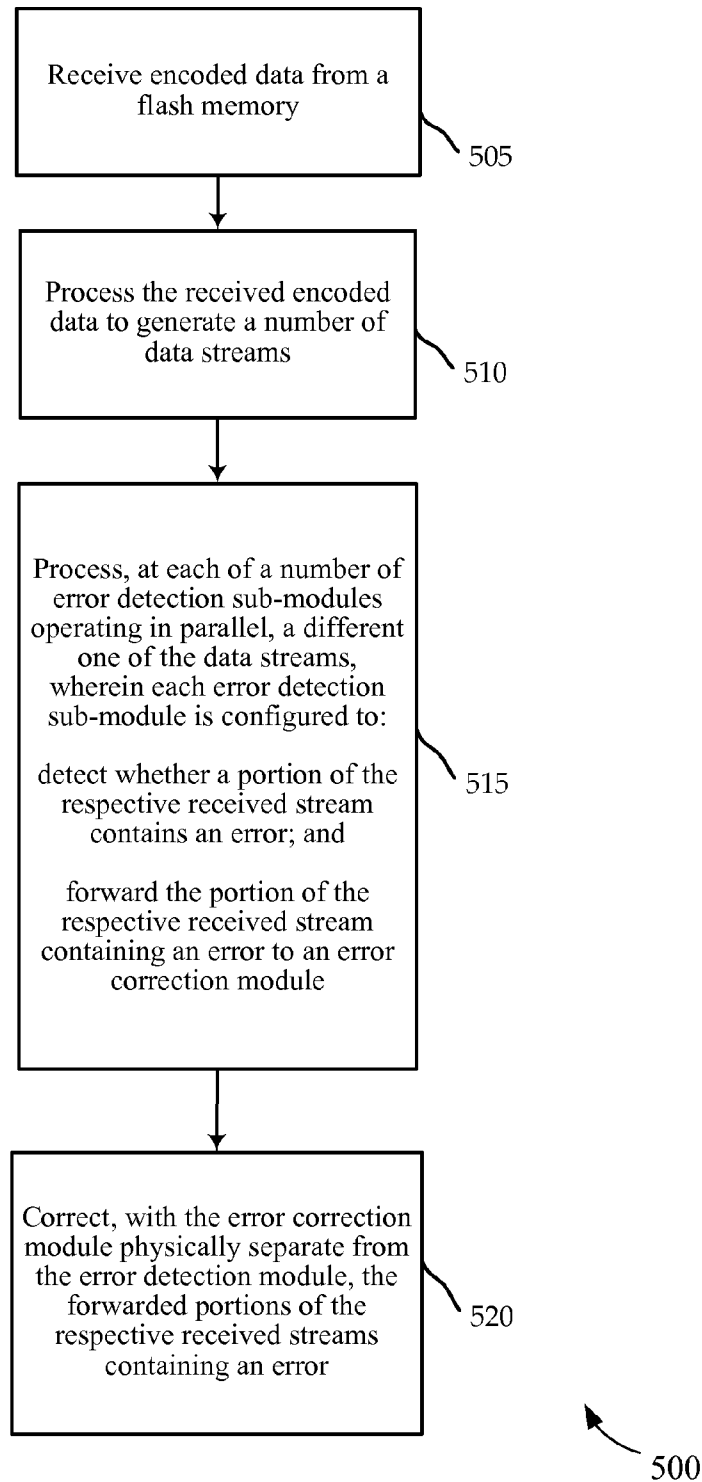 Receive encoded data from a
flash memory
505
Process the received encoded
data to generate a number of
data streams
510
Process, at each of a number of
error detection sub-modules
operating in parallel, a different
one of the data streams,
wherein each error detection
sub-module is configured to:
detect whether a portion of the
respective received stream
contains an error; and
forward the portion of the
respective received stream
containing an error to an error
correction module
515
Correct, with the error correction
module physically separate from
the error detection module, the
forwarded portions of the
respective received streams
containing an error
520
500